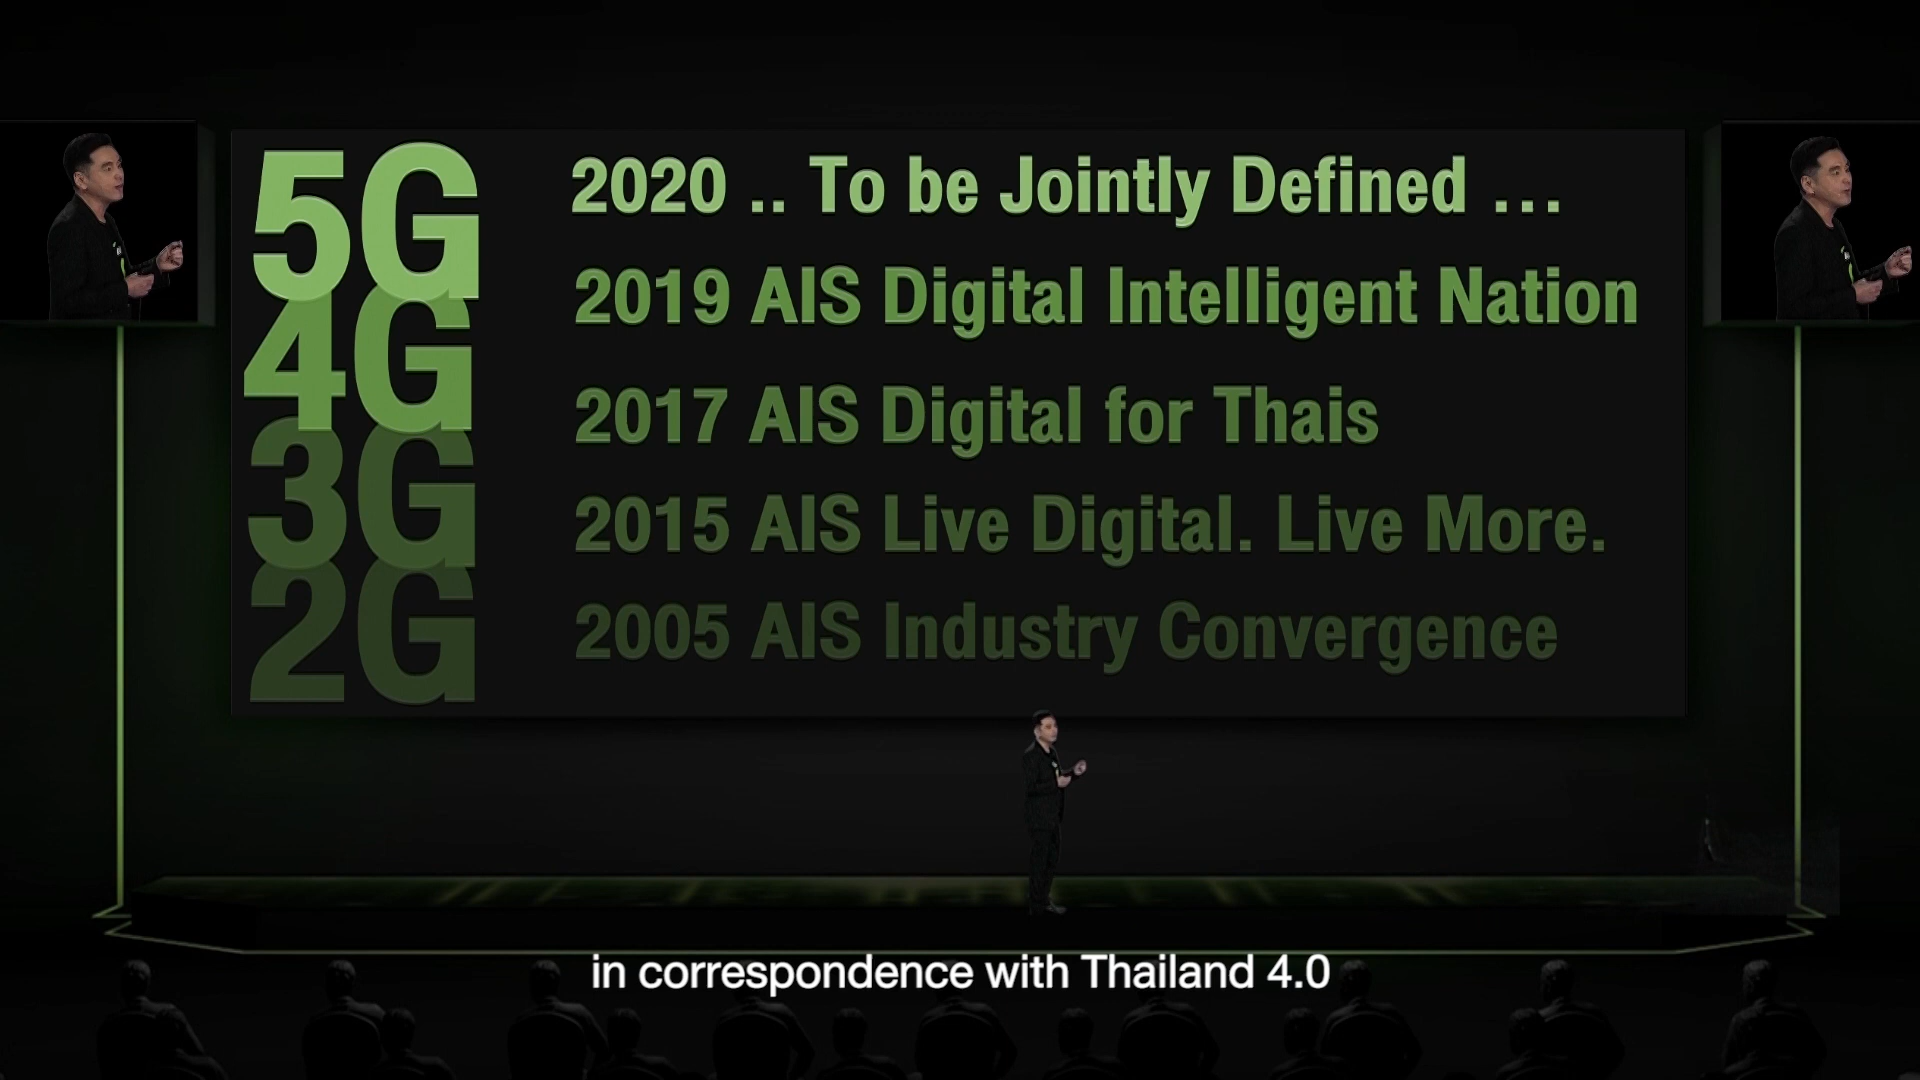 5G
4G
3G
2G
2020 .. To be Jointly Defined ...
2019 AIS Digital Intelligent Nation
2017 AIS Digital for Thais
2015 AIS Live Digital. Live More.
2005 AIS Industry Convergence
in correspondence with Thailand 4.0